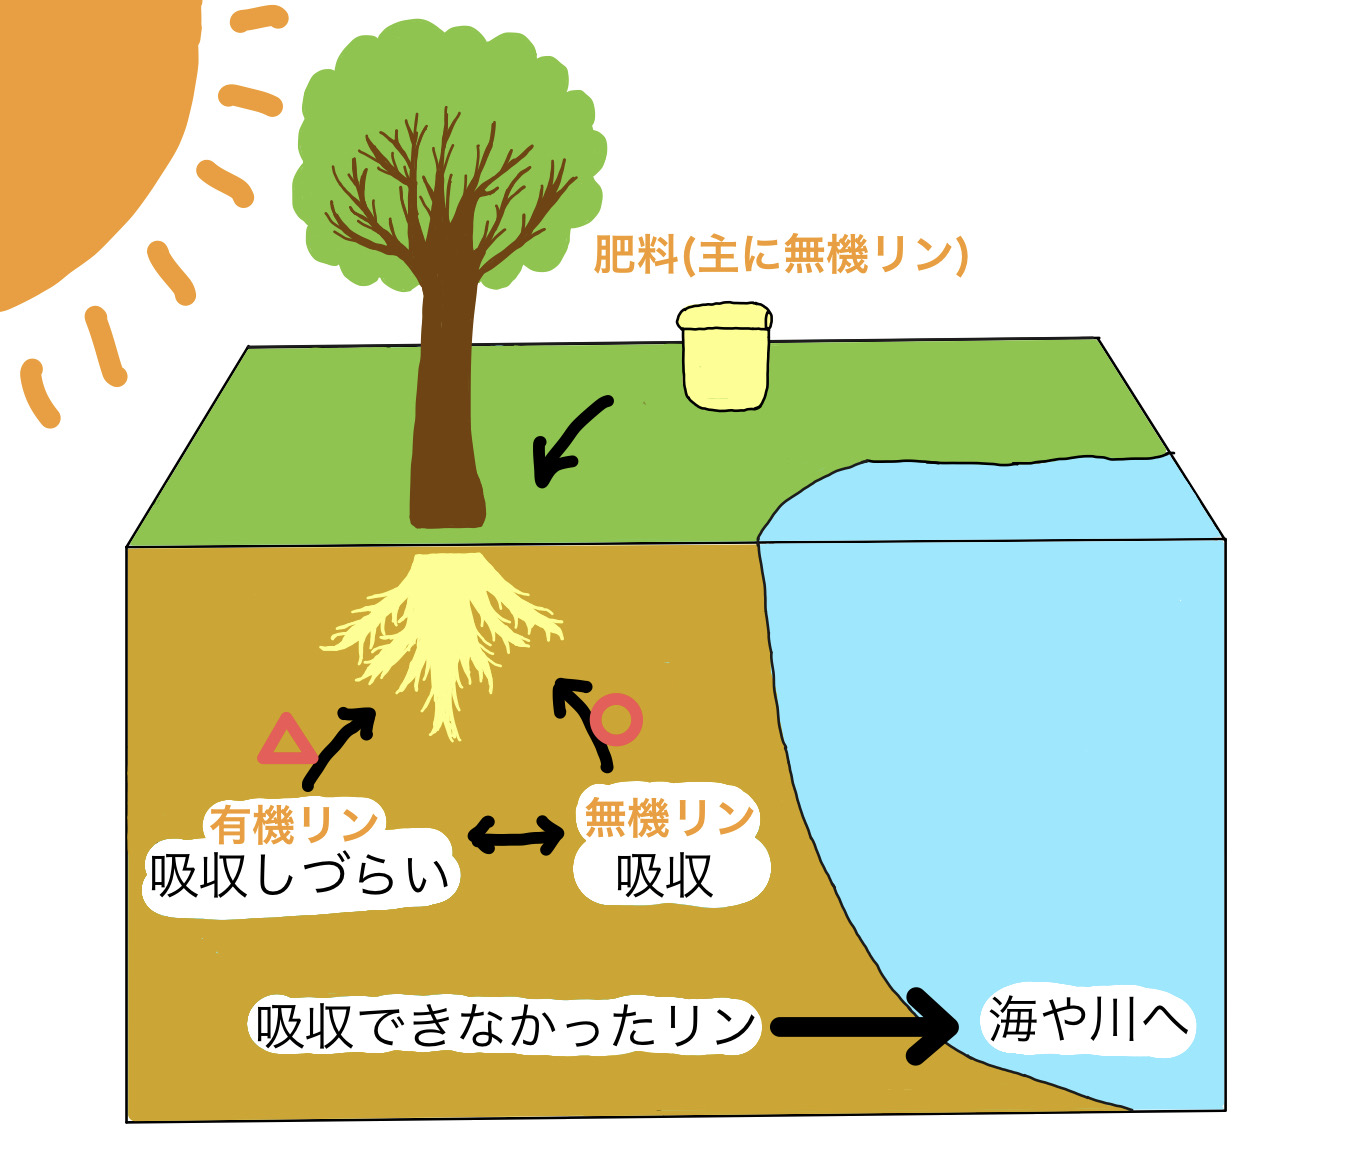 肥料(主に無機リン)
有機リン
吸収しづらい
無機リン
吸収
吸収できなかったリン
海や川へ